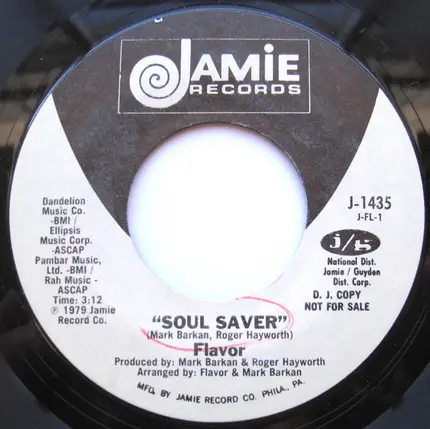 JAMIE
RECORDS
Dandelion
Music Co.
-BMI /
Ellipsis
Music Corp.
-ASCAP
Pambar Music,
Ltd. -BMI /
Rah Music -
ASCAP
Time: 3:12
℗ 1979 Jamie
Record Co.
J-1435
J-FL-1
j/g
National Dist.
Jamie / Guyden
Dist. Corp.
D. J. COPY
NOT FOR SALE
"SOUL SAVER"
(Mark Barkan, Roger Hayworth)
Flavor
Produced by: Mark Barkan & Roger Hayworth
Arranged by: Flavor & Mark Barkan
MFG. BY JAMIE RECORD CO. PHILA., PA.